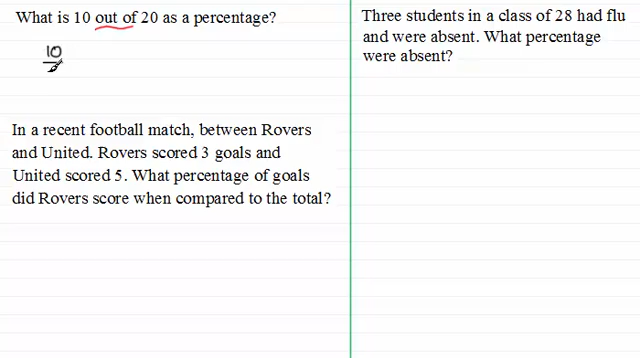 What is 10 out of 20 as a percentage?
10
In a recent football match, between Rovers
and United. Rovers scored 3 goals and
United scored 5. What percentage of goals
did Rovers score when compared to the total?
Three students in a class of 28 had flu
and were absent. What percentage
were absent?